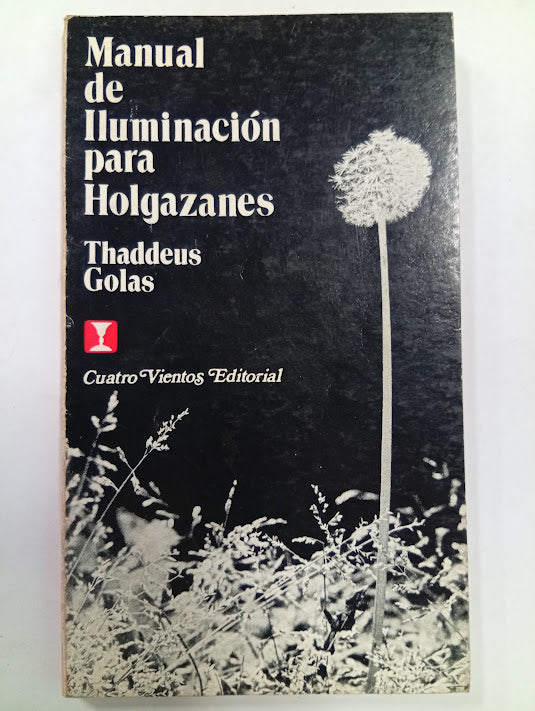 Manual
de
Iluminación
para
Holgazanes
Thaddeus
Golas
Cuatro Vientos Editorial